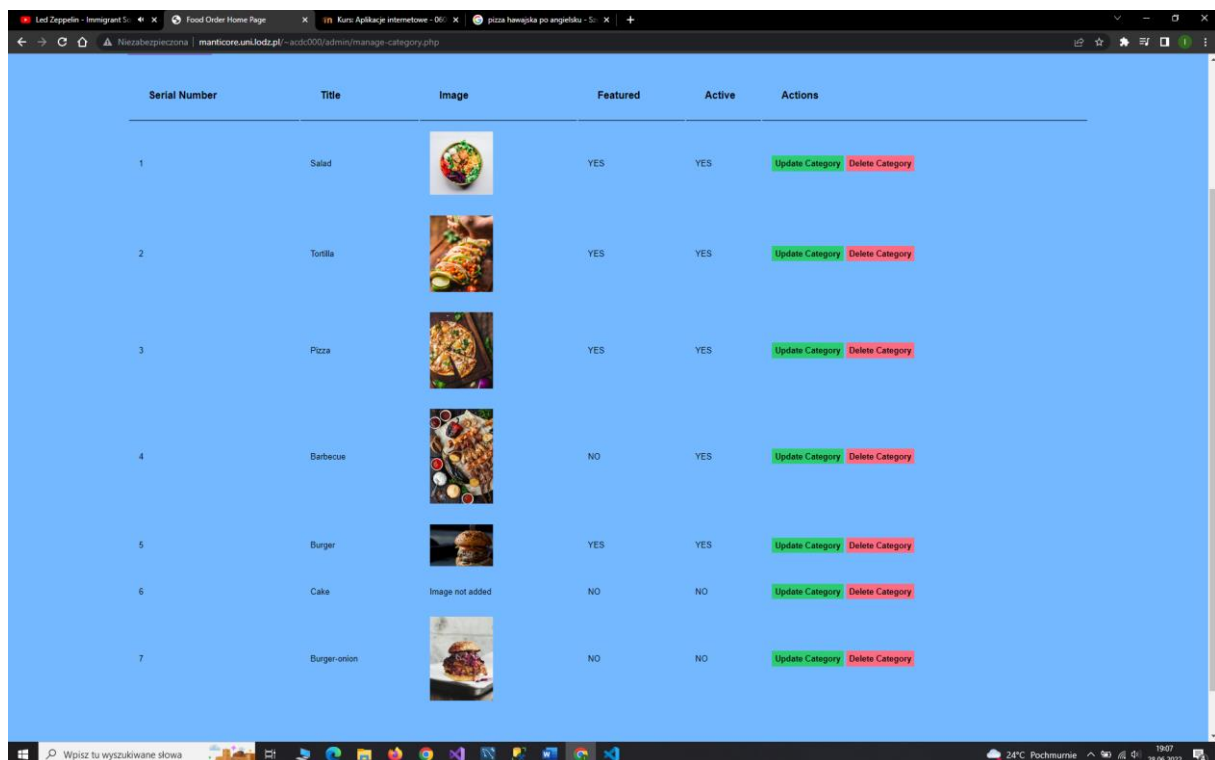 Led Zeppelin - Immigrant So
Food Order Home Page
Kurs: Aplikacje internetowe - 060
pizza hawajska po angielsku - Sz
Niezabezpieczona | manticore.uni.lodz.pl/~acdc000/admin/manage-category.php
Serial Number Title Image Featured Active Actions
1 Salad YES YES Update Category Delete Category
2 Tortilla YES YES Update Category Delete Category
3 Pizza YES YES Update Category Delete Category
4 Barbecue NO YES Update Category Delete Category
5 Burger YES YES Update Category Delete Category
6 Cake Image not added NO NO Update Category Delete Category
7 Burger-onion NO NO Update Category Delete Category
Wpisz tu wyszukiwane słowa
24°C Pochmurnie
19:07
28.06.2022